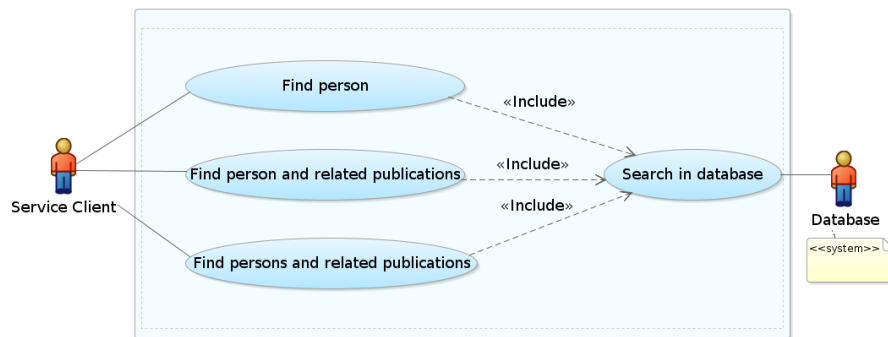 Find person
«Include»
Find person and related publications
«Include»
Search in database
Service Client
«Include»
Database
<<system>>
Find persons and related publications